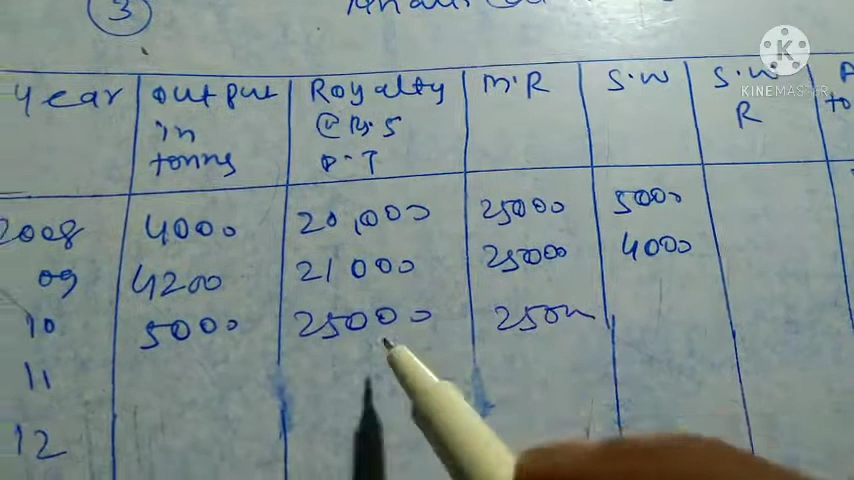 3
Year output in tonns Royalty @ Rs. 5 P.T M.R S.W S.W R
2008 4000 20,000 25000 5000
09 4200 21000 25000 4000
10 5000 25000 2500
11
12
KINEMASTER